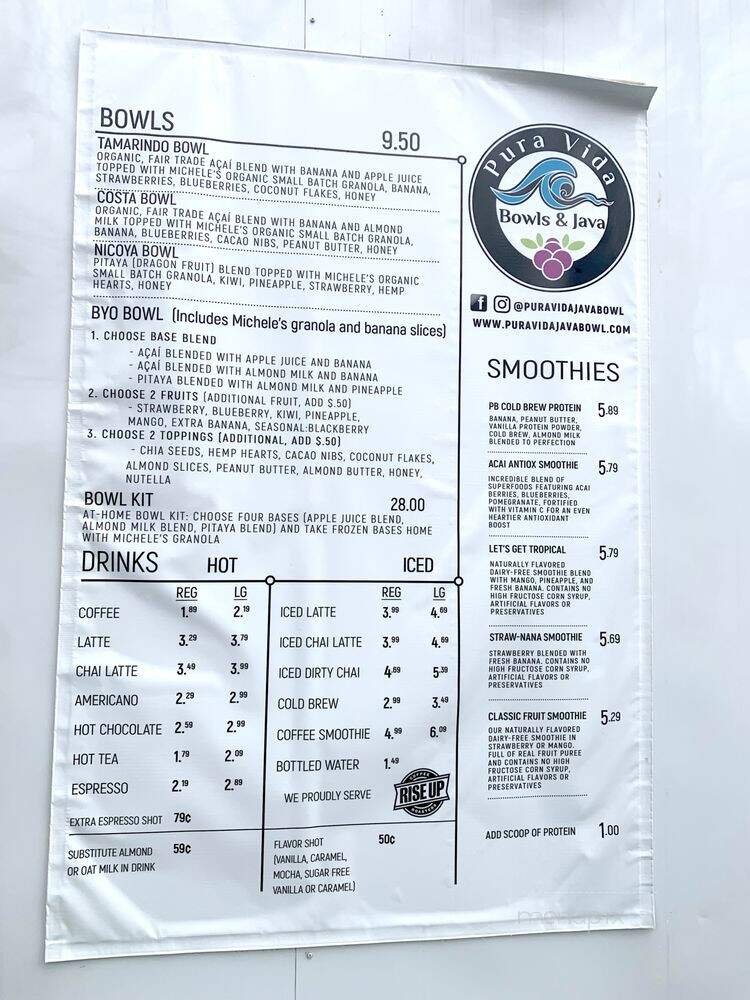 BOWLS 9.50
TAMARINDO BOWL
ORGANIC, FAIR TRADE AÇAÍ BLEND WITH BANANA AND APPLE JUICE
TOPPED WITH MICHELE'S ORGANIC SMALL BATCH GRANOLA, BANANA,
STRAWBERRIES, BLUEBERRIES, COCONUT FLAKES, HONEY
COSTA BOWL
ORGANIC, FAIR TRADE AÇAÍ BLEND WITH BANANA AND ALMOND
MILK TOPPED WITH MICHELE'S ORGANIC SMALL BATCH GRANOLA,
BANANA, BLUEBERRIES, CACAO NIBS, PEANUT BUTTER, HONEY
NICOYA BOWL
PITAYA (DRAGON FRUIT) BLEND TOPPED WITH MICHELE'S ORGANIC
SMALL BATCH GRANOLA, KIWI, PINEAPPLE, STRAWBERRY, HEMP
HEARTS, HONEY
BYO BOWL (Includes Michele's granola and banana slices)
1. CHOOSE BASE BLEND
- AÇAÍ BLENDED WITH APPLE JUICE AND BANANA
- AÇAÍ BLENDED WITH ALMOND MILK AND BANANA
- PITAYA BLENDED WITH ALMOND MILK AND PINEAPPLE
2. CHOOSE 2 FRUITS (ADDITIONAL FRUIT, ADD $.50)
- STRAWBERRY, BLUEBERRY, KIWI, PINEAPPLE,
MANGO, EXTRA BANANA, SEASONAL:BLACKBERRY
3. CHOOSE 2 TOPPINGS (ADDITIONAL, ADD $.50)
- CHIA SEEDS, HEMP HEARTS, CACAO NIBS, COCONUT FLAKES,
ALMOND SLICES, PEANUT BUTTER, ALMOND BUTTER, HONEY,
NUTELLA
BOWL KIT 28.00
AT-HOME BOWL KIT: CHOOSE FOUR BASES (APPLE JUICE BLEND,
ALMOND MILK BLEND, PITAYA BLEND) AND TAKE FROZEN BASES HOME
WITH MICHELE'S GRANOLA
DRINKS HOT ICED
REG LG
COFFEE 1.89 2.19
LATTE 3.29 3.79
CHAI LATTE 3.49 3.99
AMERICANO 2.29 2.99
HOT CHOCOLATE 2.59 2.99
HOT TEA 1.79 2.09
ESPRESSO 2.19 2.89
EXTRA ESPRESSO SHOT 79¢
SUBSTITUTE ALMOND 59¢
OR OAT MILK IN DRINK
REG LG
ICED LATTE 3.99 4.69
ICED CHAI LATTE 3.99 4.69
ICED DIRTY CHAI 4.69 5.39
COLD BREW 2.99 3.49
COFFEE SMOOTHIE 4.99 6.09
BOTTLED WATER 1.49
WE PROUDLY SERVE
COFFEE
RISE UP
ROASTERS
FLAVOR SHOT 50¢
(VANILLA, CARAMEL,
MOCHA, SUGAR FREE
VANILLA OR CARAMEL)
Pura Vida
Bowls & Java
@PURAVIDAJAVABOWL
WWW.PURAVIDAJAVABOWL.COM
SMOOTHIES
PB COLD BREW PROTEIN 5.89
BANANA, PEANUT BUTTER,
VANILLA PROTEIN POWDER,
COLD BREW, ALMOND MILK
BLENDED TO PERFECTION
ACAI ANTIOX SMOOTHIE 5.79
INCREDIBLE BLEND OF
SUPERFOODS FEATURING ACAI
BERRIES, BLUEBERRIES,
POMEGRANATE, FORTIFIED
WITH VITAMIN C FOR AN EVEN
HEARTIER ANTIOXIDANT
BOOST
LET'S GET TROPICAL 5.79
NATURALLY FLAVORED
DAIRY-FREE SMOOTHIE BLEND
WITH MANGO, PINEAPPLE, AND
FRESH BANANA. CONTAINS NO
HIGH FRUCTOSE CORN SYRUP,
ARTIFICIAL FLAVORS OR
PRESERVATIVES
STRAW-NANA SMOOTHIE 5.69
STRAWBERRY BLENDED WITH
FRESH BANANA. CONTAINS NO
HIGH FRUCTOSE CORN SYRUP,
ARTIFICIAL FLAVORS OR
PRESERVATIVES
CLASSIC FRUIT SMOOTHIE 5.29
OUR NATURALLY FLAVORED
DAIRY-FREE SMOOTHIE IN
STRAWBERRY OR MANGO.
FULL OF REAL FRUIT PUREE
AND CONTAINS NO HIGH
FRUCTOSE CORN SYRUP,
ARTIFICIAL FLAVORS OR
PRESERVATIVES
ADD SCOOP OF PROTEIN 1.00